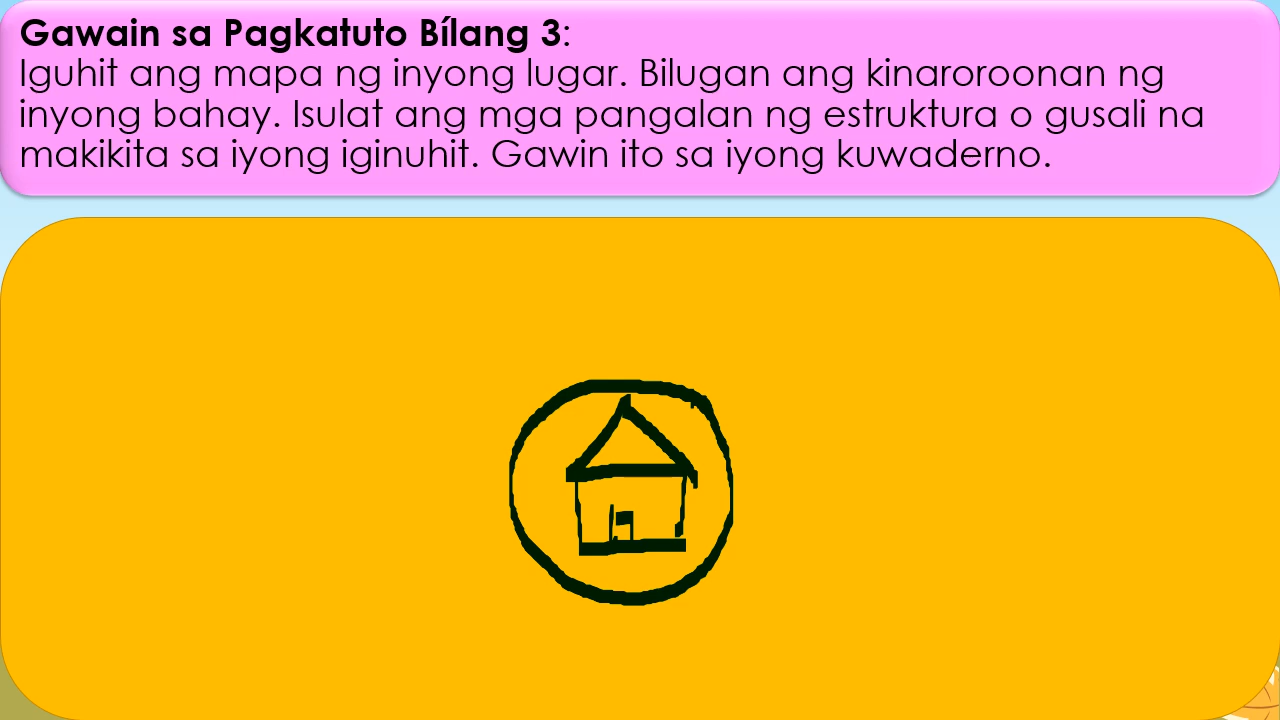 Gawain sa Pagkatuto Bílang 3:
Iguhit ang mapa ng inyong lugar. Bilugan ang kinaroroonan ng
inyong bahay. Isulat ang mga pangalan ng estruktura o gusali na
makikita sa iyong iginuhit. Gawin ito sa iyong kuwaderno.